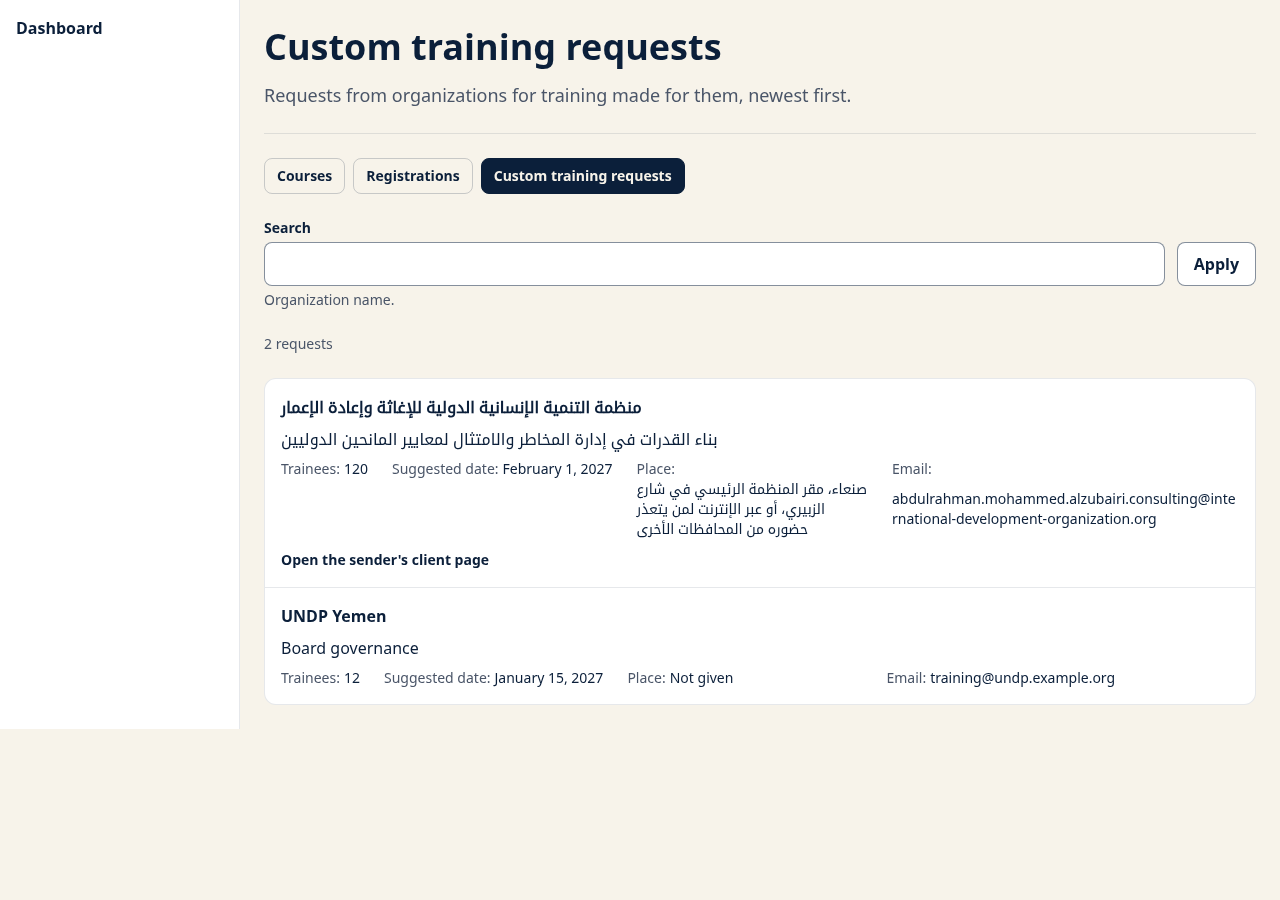 Dashboard
Custom training requests
Requests from organizations for training made for them, newest first.
Courses
Registrations
Custom training requests
Search
Apply
Organization name.
2 requests
منظمة التنمية الإنسانية الدولية للإغاثة وإعادة الإعمار
بناء القدرات في إدارة المخاطر والامتثال لمعايير المانحين الدوليين
Trainees: 120
Suggested date: February 1, 2027
Place:
صنعاء، مقر المنظمة الرئيسي في شارع
الزبيري، أو عبر الإنترنت لمن يتعذر
حضوره من المحافظات الأخرى
Email:
abdulrahman.mohammed.alzubairi.consulting@inte
rnational-development-organization.org
Open the sender's client page
UNDP Yemen
Board governance
Trainees: 12
Suggested date: January 15, 2027
Place: Not given
Email: training@undp.example.org